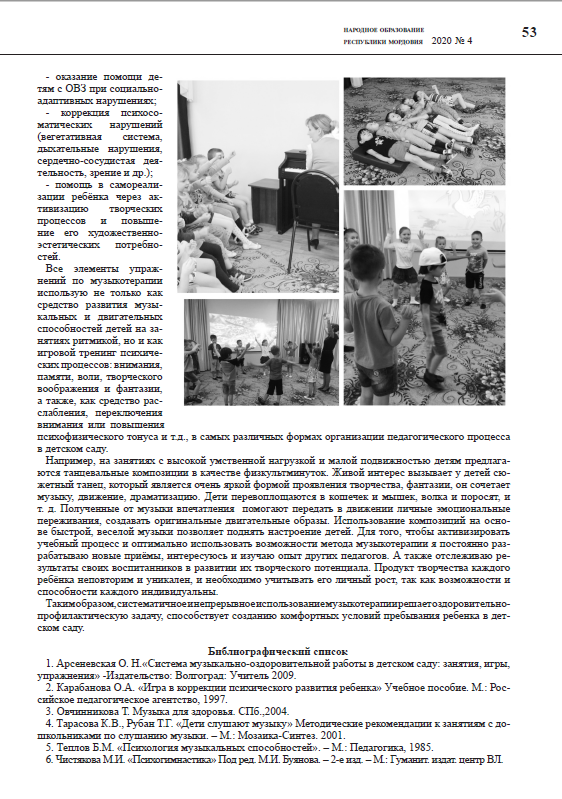 НАРОДНОЕ ОБРАЗОВАНИЕ
РЕСПУБЛИКИ МОРДОВИЯ 2020 № 4
53
- оказание помощи де-
тям с ОВЗ при социально-
адаптивных нарушениях;
- коррекция психосо-
матических нарушений
(вегетативная система,
дыхательные нарушения,
сердечно-сосудистая дея-
тельность, зрение и др.);
- помощь в самореали-
зации ребёнка через ак-
тивизацию творческих
процессов и повыше-
ние его художественно-
эстетических потребно-
стей.
Все элементы упраж-
нений по музыкотерапии
использую не только как
средство развития музы-
кальных и двигательных
способностей детей на за-
нятиях ритмикой, но и как
игровой тренинг психиче-
ских процессов: внимания,
памяти, воли, творческого
воображения и фантазии,
а также, как средство рас-
слабления, переключения
внимания или повышения
психофизического тонуса и т.д., в самых различных формах организации педагогического процесса
в детском саду.
Например, на занятиях с высокой умственной нагрузкой и малой подвижностью детям предлага-
ются танцевальные композиции в качестве физкультминуток. Живой интерес вызывает у детей сю-
жетный танец, который является очень яркой формой проявления творчества, фантазии, он сочетает
музыку, движение, драматизацию. Дети перевоплощаются в кошечек и мышек, волка и поросят, и
т. д. Полученные от музыки впечатления помогают передать в движении личные эмоциональные
переживания, создавать оригинальные двигательные образы. Использование композиций на осно-
ве быстрой, веселой музыки позволяет поднять настроение детей. Для того, чтобы активизировать
учебный процесс и оптимально использовать возможности метода музыкотерапии я постоянно раз-
рабатываю новые приёмы, интересуюсь и изучаю опыт других педагогов. А также отслеживаю ре-
зультаты своих воспитанников в развитии их творческого потенциала. Продукт творчества каждого
ребёнка неповторим и уникален, и необходимо учитывать его личный рост, так как возможности и
способности каждого индивидуальны.
Таким образом, систематичное и непрерывное использование музыкотерапии решает оздоровительно-
профилактическую задачу, способствует созданию комфортных условий пребывания ребенка в дет-
ском саду.
Библиографический список
1. Арсеневская О. Н.«Система музыкально-оздоровительной работы в детском саду: занятия, игры,
упражнения» -Издательство: Волгоград: Учитель 2009.
2. Карабанова О.А. «Игра в коррекции психического развития ребенка» Учебное пособие. М.: Рос-
сийское педагогическое агентство, 1997.
3. Овчинникова Т. Музыка для здоровья. СПб.,2004.
4. Тарасова К.В., Рубан Т.Г. «Дети слушают музыку» Методические рекомендации к занятиям с до-
школьниками по слушанию музыки. – М.: Мозаика-Синтез. 2001.
5. Теплов Б.М. «Психология музыкальных способностей». – М.: Педагогика, 1985.
6. Чистякова М.И. «Психогимнастика» Под ред. М.И. Буянова. – 2-е изд. – М.: Гуманит. издат. центр ВЛ.